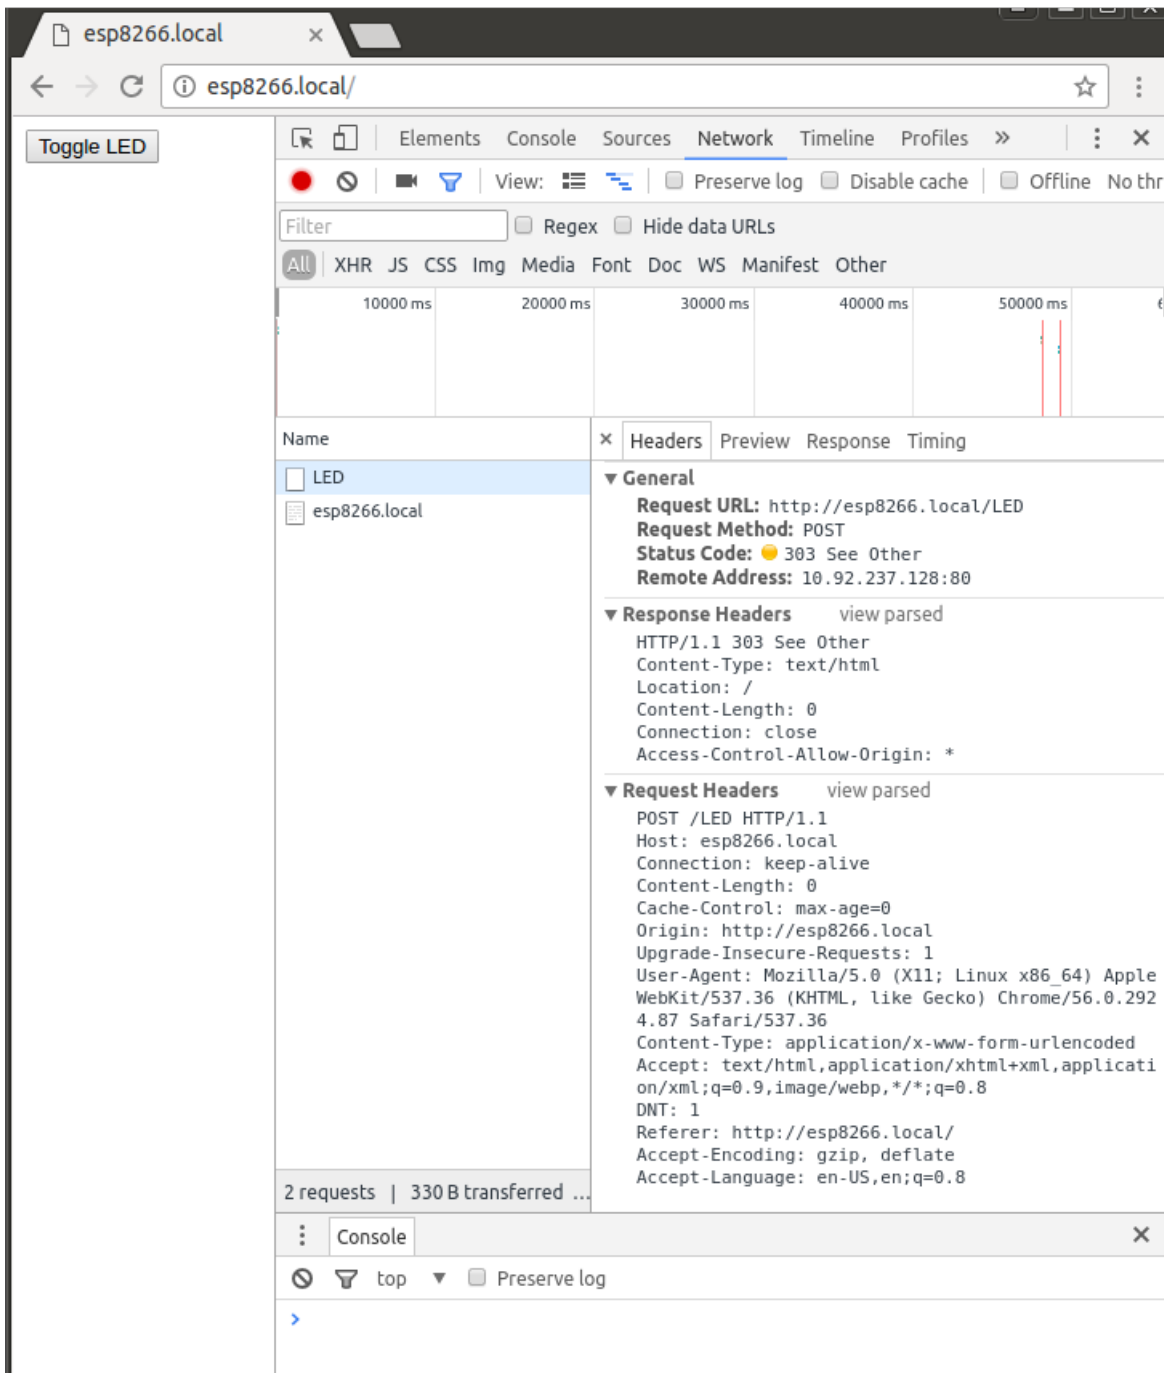 esp8266.local
esp8266.local/
Toggle LED
Elements Console Sources Network Timeline Profiles »
View: Preserve log Disable cache Offline No thr
Filter Regex Hide data URLs
All XHR JS CSS Img Media Font Doc WS Manifest Other
10000 ms 20000 ms 30000 ms 40000 ms 50000 ms
Name
Headers Preview Response Timing
LED
esp8266.local
General
Request URL: http://esp8266.local/LED
Request Method: POST
Status Code: 303 See Other
Remote Address: 10.92.237.128:80
Response Headers view parsed
HTTP/1.1 303 See Other
Content-Type: text/html
Location: /
Content-Length: 0
Connection: close
Access-Control-Allow-Origin: *
Request Headers view parsed
POST /LED HTTP/1.1
Host: esp8266.local
Connection: keep-alive
Content-Length: 0
Cache-Control: max-age=0
Origin: http://esp8266.local
Upgrade-Insecure-Requests: 1
User-Agent: Mozilla/5.0 (X11; Linux x86_64) Apple
WebKit/537.36 (KHTML, like Gecko) Chrome/56.0.292
4.87 Safari/537.36
Content-Type: application/x-www-form-urlencoded
Accept: text/html,application/xhtml+xml,applicati
on/xml;q=0.9,image/webp,*/*;q=0.8
DNT: 1
Referer: http://esp8266.local/
Accept-Encoding: gzip, deflate
Accept-Language: en-US,en;q=0.8
2 requests | 330 B transferred ...
Console
top Preserve log